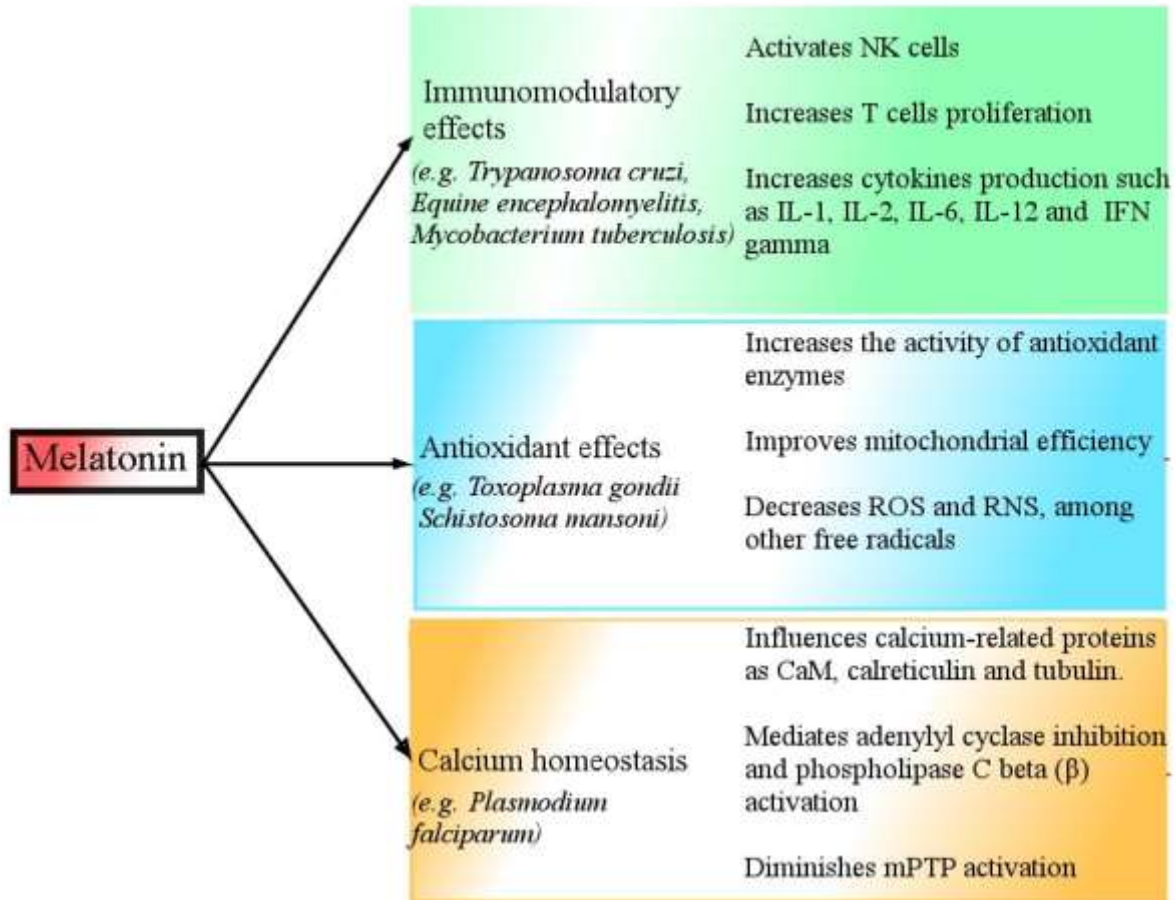 Melatonin
Immunomodulatory
effects
(e.g. Trypanosoma cruzi,
Equine encephalomyelitis,
Mycobacterium tuberculosis)
Activates NK cells
Increases T cells proliferation
Increases cytokines production such
as IL-1, IL-2, IL-6, IL-12 and IFN
gamma
Antioxidant effects
(e.g. Toxoplasma gondii
Schistosoma mansoni)
Increases the activity of antioxidant
enzymes
Improves mitochondrial efficiency
Decreases ROS and RNS, among
other free radicals
Calcium homeostasis
(e.g. Plasmodium
falciparum)
Influences calcium-related proteins
as CaM, calreticulin and tubulin.
Mediates adenylyl cyclase inhibition
and phospholipase C beta (β)
activation
Diminishes mPTP activation